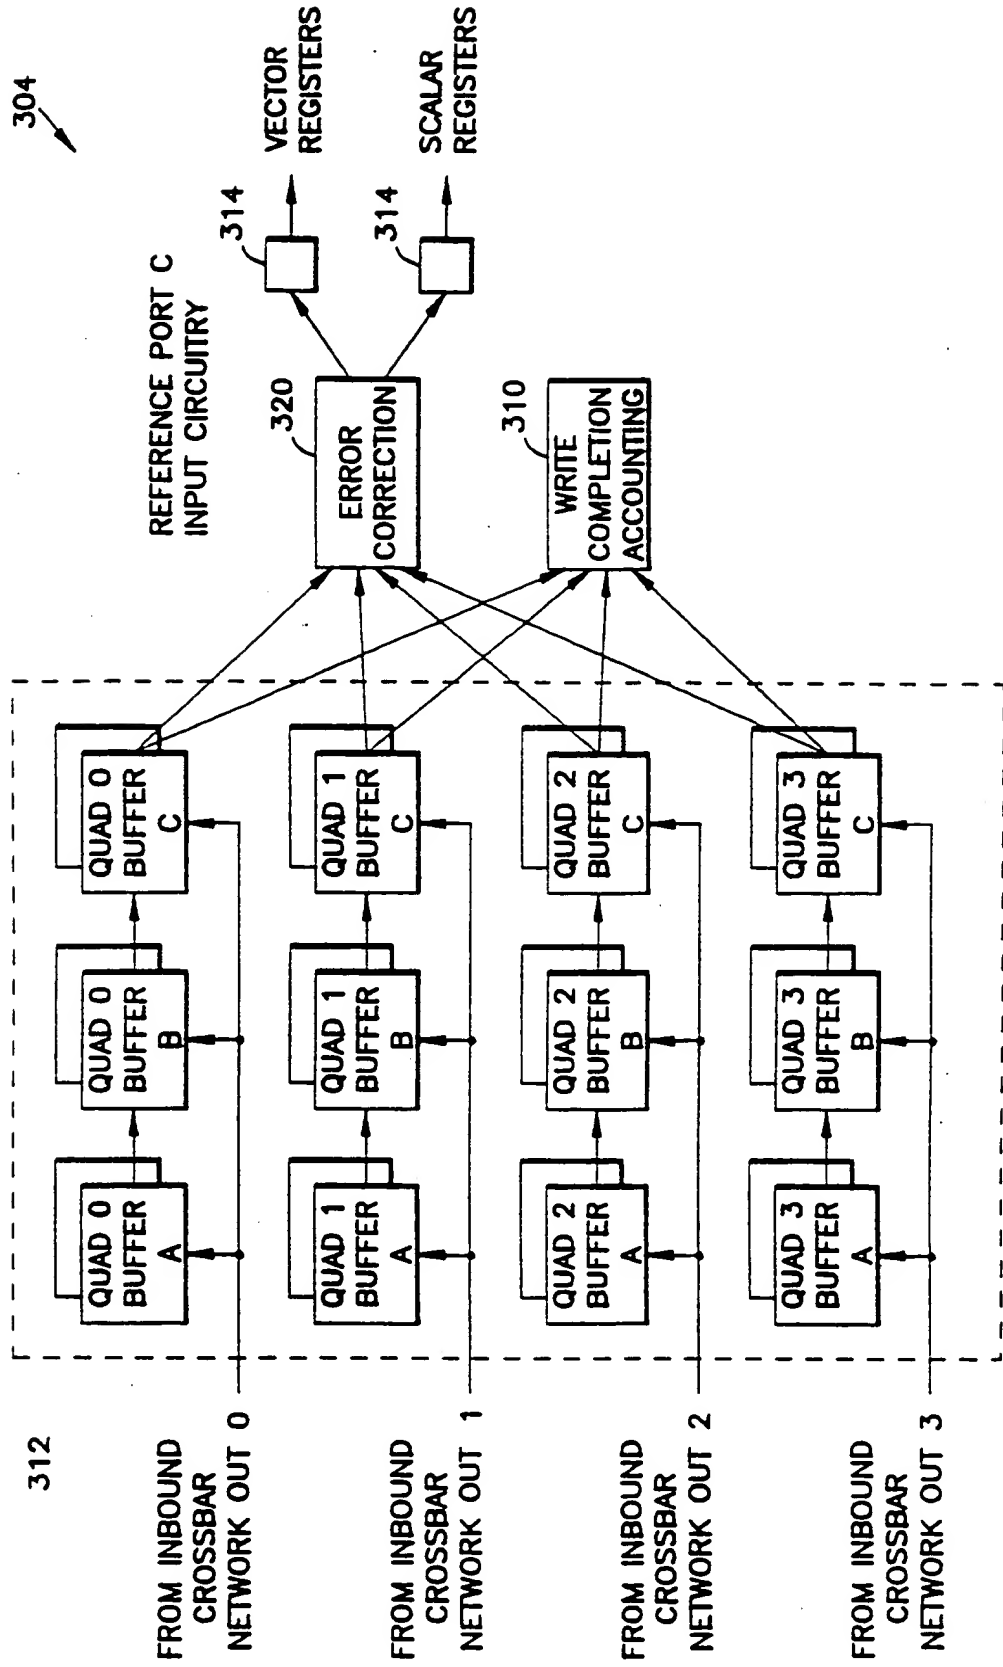 304
REFERENCE PORT C
INPUT CIRCUITRY
312
FROM INBOUND
CROSSBAR
NETWORK OUT 0
QUAD 0
BUFFER
A
QUAD 0
BUFFER
B
QUAD 0
BUFFER
C
FROM INBOUND
CROSSBAR
NETWORK OUT 1
QUAD 1
BUFFER
A
QUAD 1
BUFFER
B
QUAD 1
BUFFER
C
FROM INBOUND
CROSSBAR
NETWORK OUT 2
QUAD 2
BUFFER
A
QUAD 2
BUFFER
B
QUAD 2
BUFFER
C
FROM INBOUND
CROSSBAR
NETWORK OUT 3
QUAD 3
BUFFER
A
QUAD 3
BUFFER
B
QUAD 3
BUFFER
C
320
ERROR
CORRECTION
310
WRITE
COMPLETION
ACCOUNTING
314
VECTOR
REGISTERS
314
SCALAR
REGISTERS